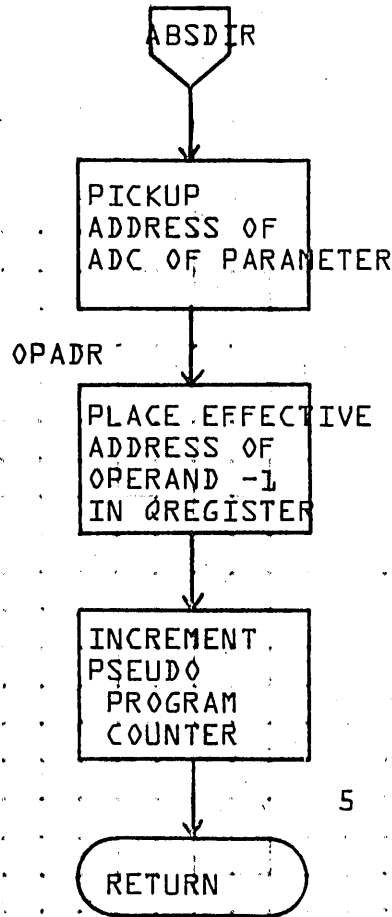 ABSDIR
PICKUP
ADDRESS OF
ADC OF PARAMETER
OPADR
PLACE EFFECTIVE
ADDRESS OF
OPERAND -1
IN QREGISTER
INCREMENT
PSEUDO
PROGRAM
COUNTER
5
RETURN